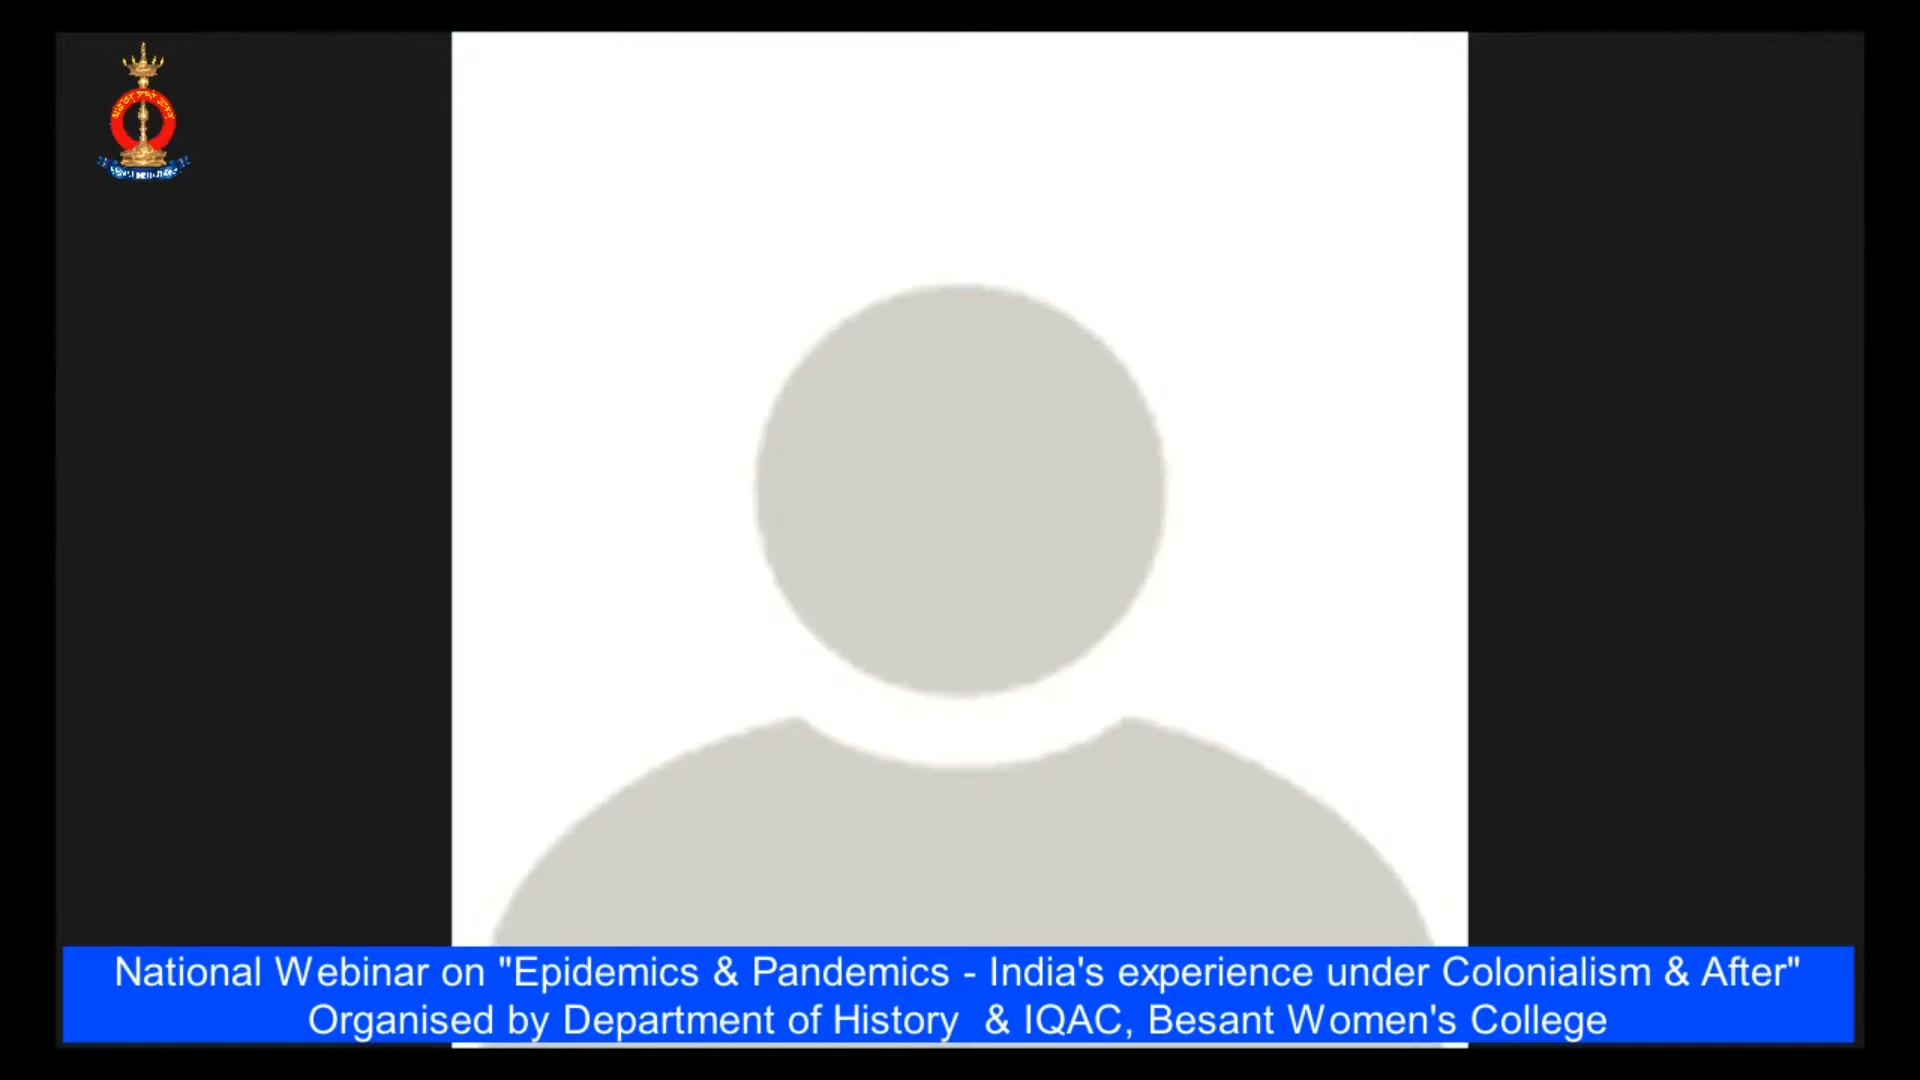 National Webinar on "Epidemics & Pandemics - India's experience under Colonialism & After"
Organised by Department of History & IQAC, Besant Women's College